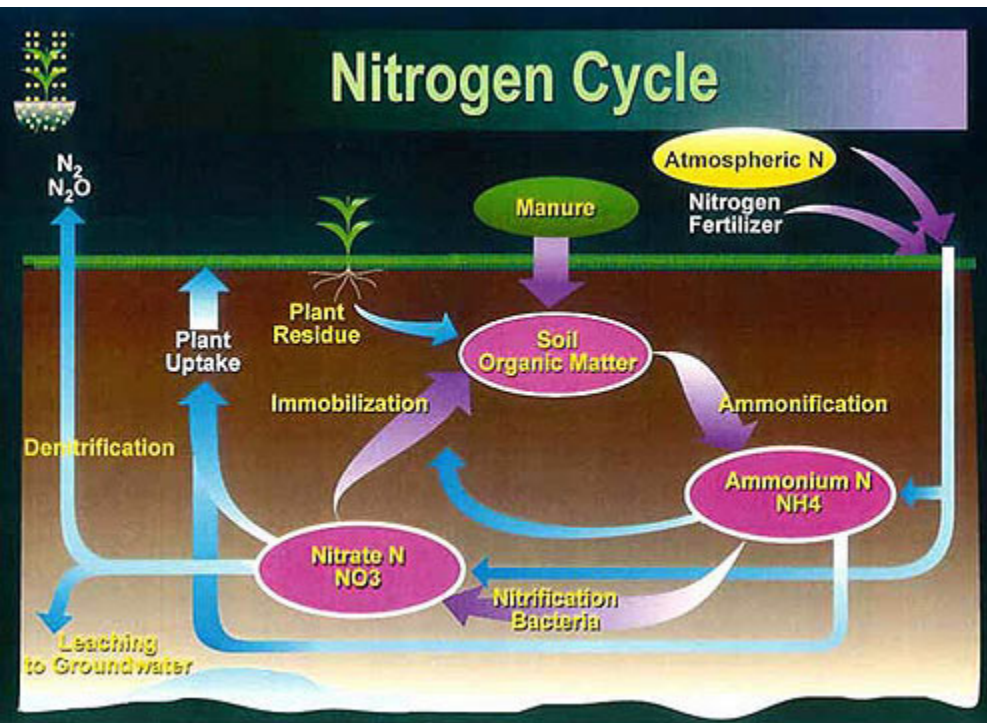 Nitrogen Cycle
N₂
N₂O
Atmospheric N
Nitrogen
Fertilizer
Manure
Plant
Residue
Plant
Uptake
Soil
Organic Matter
Immobilization
Ammonification
Denitrification
Ammonium N
NH4
Nitrate N
NO3
Nitrification
Bacteria
Leaching
to Groundwater